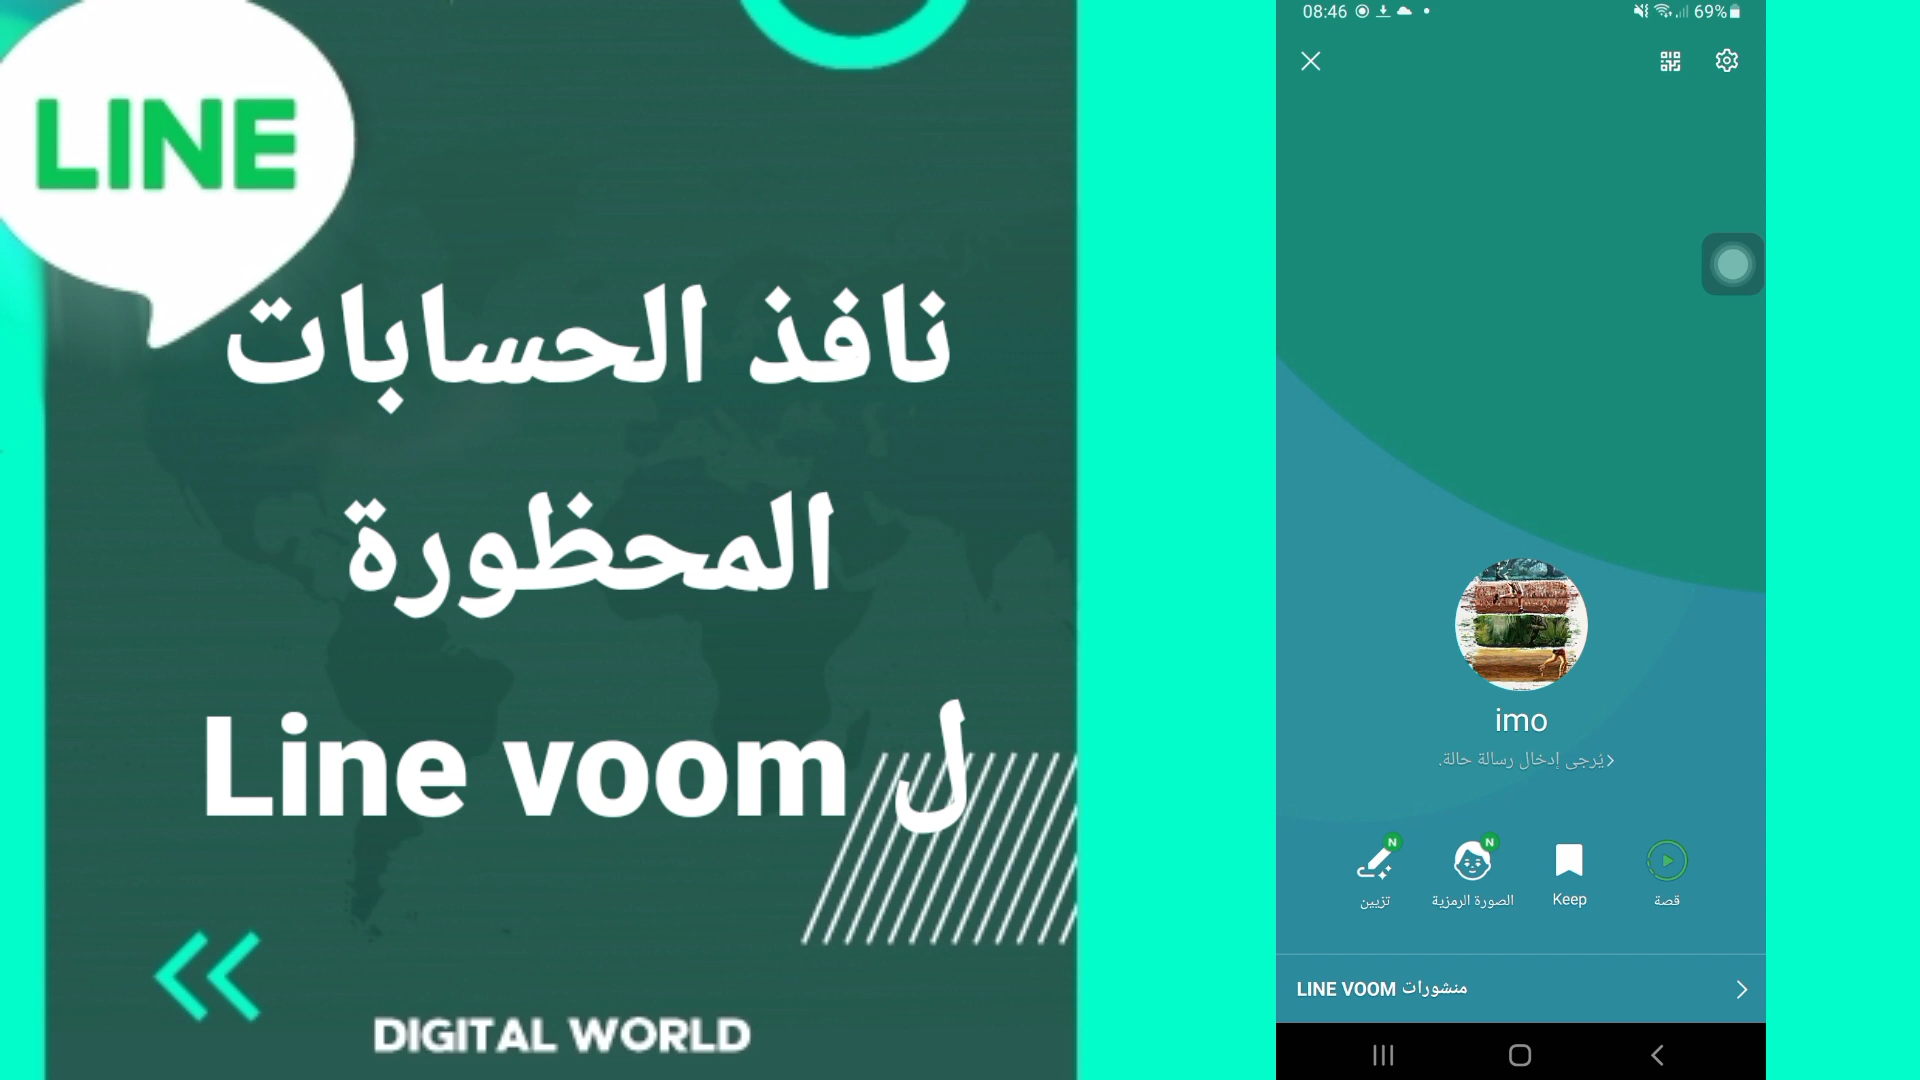 LINE
نافذ الحسابات
المحظورة
ل Line voom
DIGITAL WORLD
08:46
69%
imo
يُرجى إدخال رسالة حالة.
N
N
تزيين
الصورة الرمزية
Keep
قصة
منشورات LINE VOOM